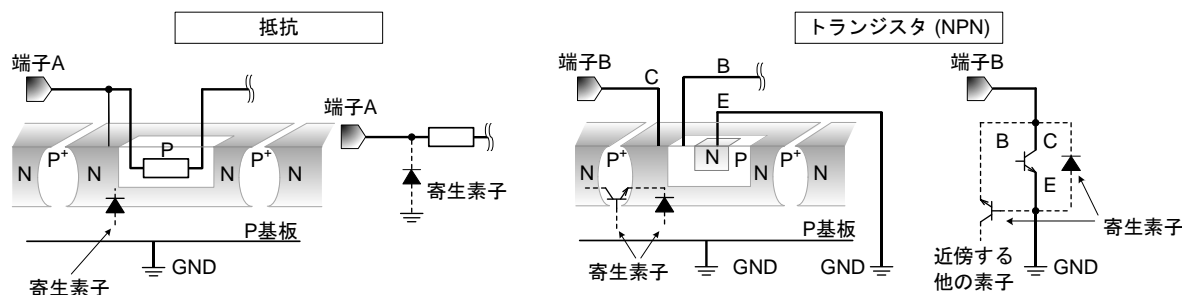 抵抗
端子A
N
P+
N
P
N
P+
N
P基板
GND
寄生素子
端子A
寄生素子
トランジスタ (NPN)
端子B
C
B
E
N
P+
N
N
P
P+
N
P基板
GND
GND
寄生素子
端子B
B
C
E
寄生素子
近傍する
他の素子
GND